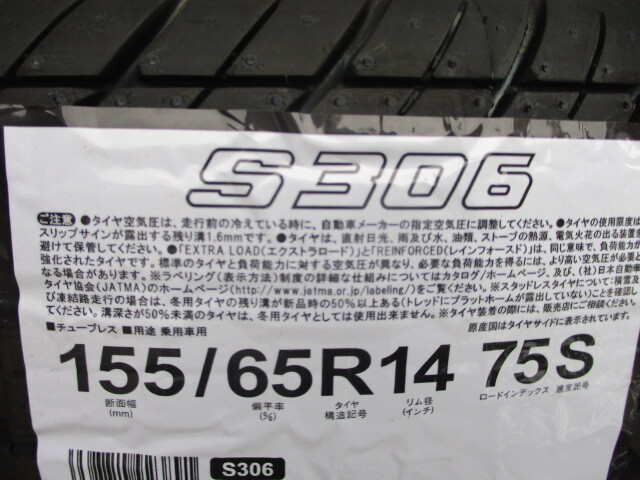 S306
ご注意 ●タイヤ空気圧は、走行前の冷えている時に、自動車メーカーの指定空気圧に調整してください。●タイヤの使用限度は
スリップサインが露出する残り溝1.6mmです。●タイヤは、直射日光、雨及び水、油類、ストーブの熱源、電気火花の出る装置を
避けて保管してください。●「EXTRA LOAD(エクストラロード)」と「REINFORCED(レインフォースド)」は、同じ意味で、負荷能力が
強化されたタイヤです。標準のタイヤと負荷能力に対する空気圧が異なり、必要な負荷能力を得るには、より高い空気圧が必要と
なる場合があります。※ラベリング(表示方法)制度の詳細な仕組みについてはカタログ/ホームページ、及び、(社)日本自動車
タイヤ協会(JATMA)のホームページ(http://www.jatma.or.jp/labeling/)をご覧ください。※スタッドレスタイヤについて:積雪及
び凍結路走行の場合は、冬用タイヤの残り溝が新品時の50%以上ある(トレッドにプラットホームが露出していない)ことを確認し
てください。溝深さが50%未満のタイヤは、冬用タイヤとしては使用出来ません。※タイヤ装着の際には、販売店にご相談ください。
■チューブレス ■用途 乗用車用
原産国はタイヤサイドに表示されています。
155/65R14 75S
断面幅 偏平率 タイヤ リム径 ロードインデックス 速度記号
(mm) (%) 構造記号 (インチ)
S306